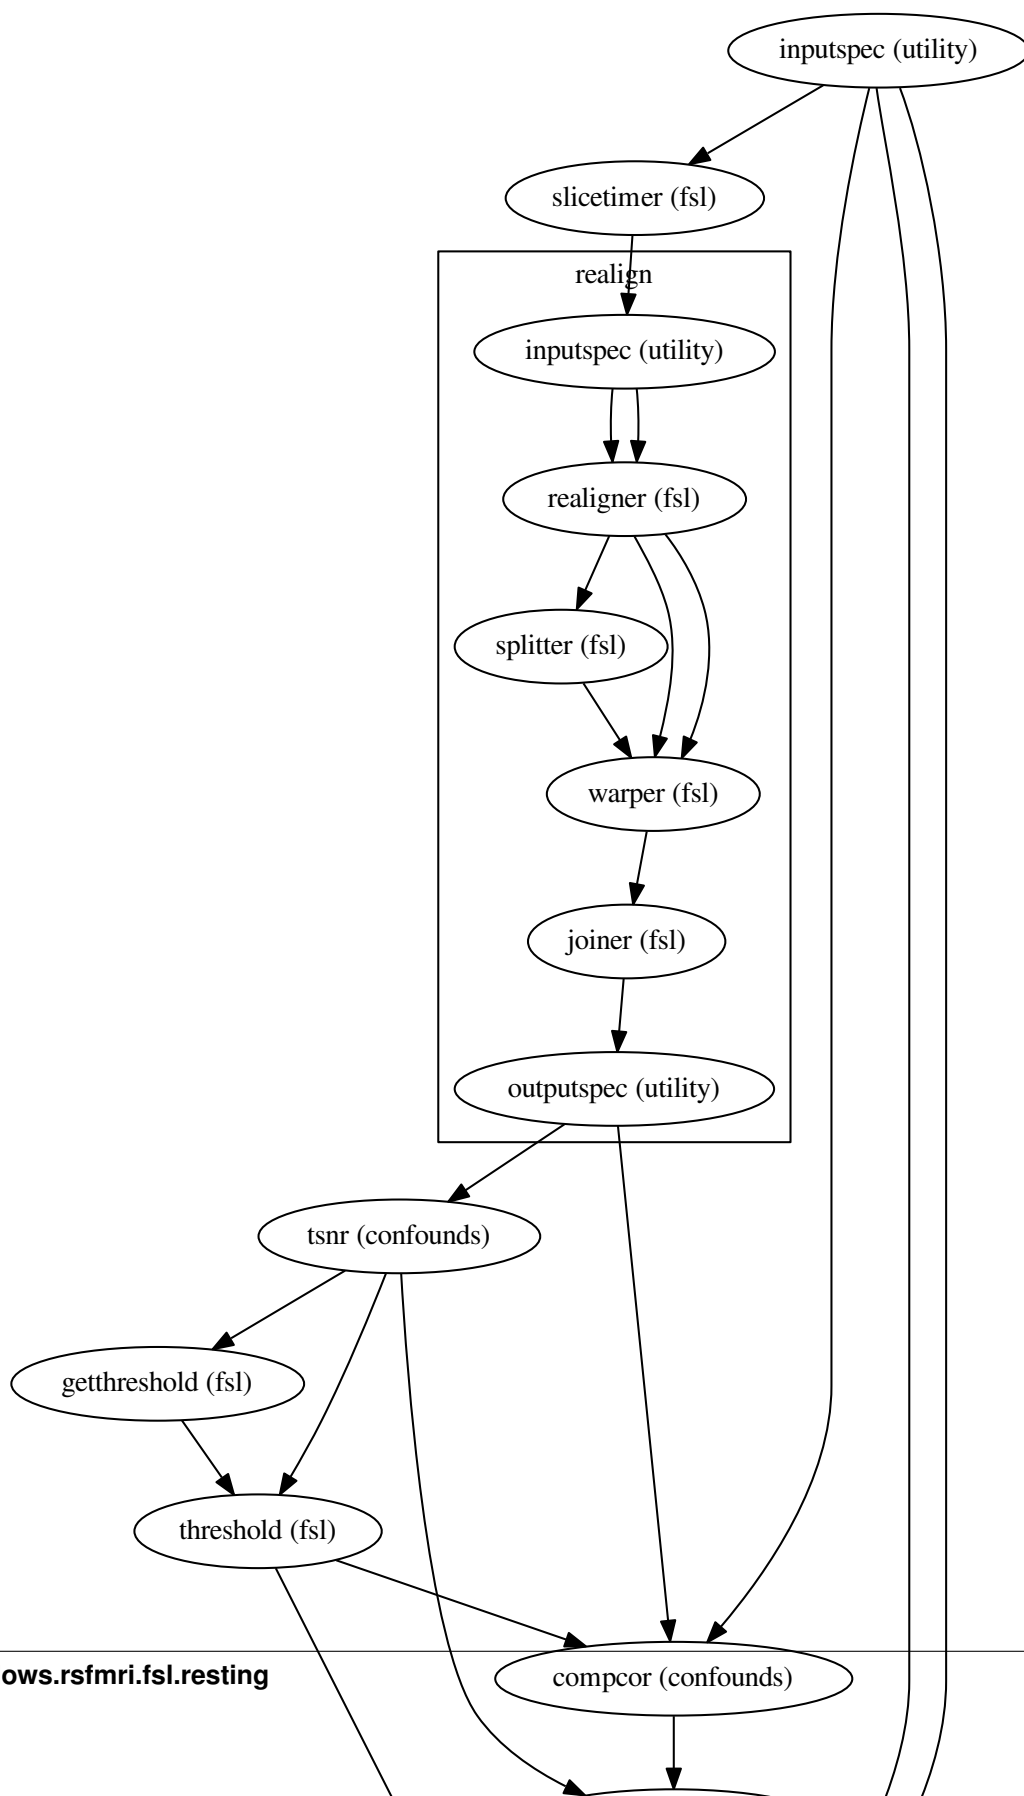 inputspec (utility)
slicetimer (fsl)
realign
inputspec (utility)
realigner (fsl)
splitter (fsl)
warper (fsl)
joiner (fsl)
outputspec (utility)
tsnr (confounds)
getthreshold (fsl)
threshold (fsl)
ows.rsfmri.fsl.resting
compcor (confounds)